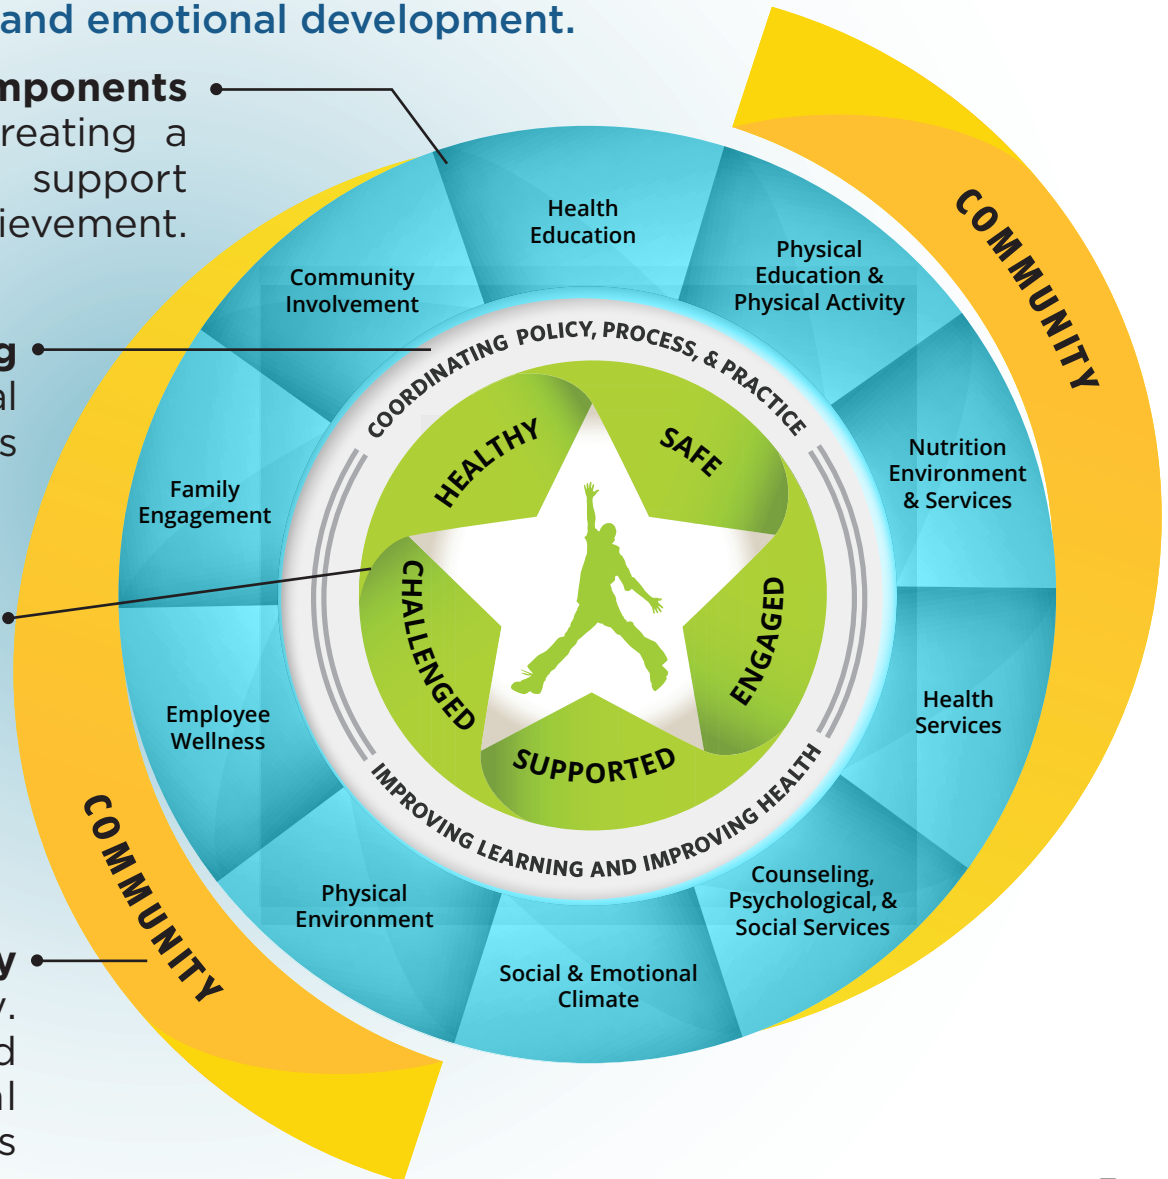 and emotional development.
mponents
reating a
support
ievement.
g
al
s
y
y.
d
al
s
COMMUNITY
Health
Education
Physical
Education &
Physical Activity
Nutrition
Environment
& Services
Health
Services
Counseling,
Psychological, &
Social Services
Social & Emotional
Climate
Physical
Environment
Employee
Wellness
Family
Engagement
Community
Involvement
COORDINATING POLICY, PROCESS, & PRACTICE
IMPROVING LEARNING AND IMPROVING HEALTH
HEALTHY
SAFE
ENGAGED
SUPPORTED
CHALLENGED
COMMUNITY